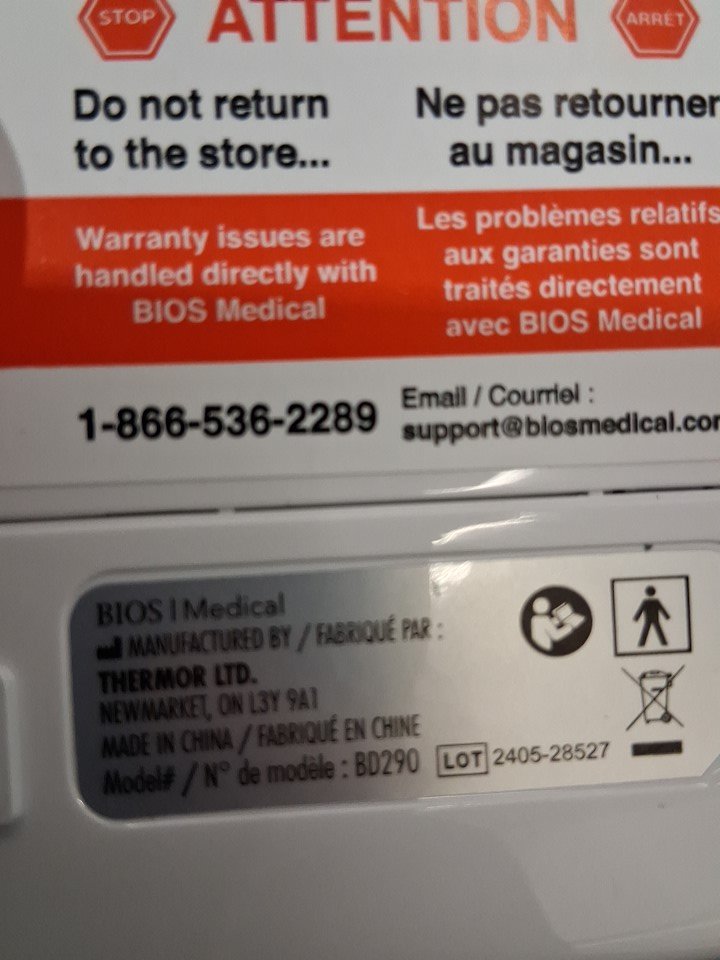 STOP ATTENTION ARRÊT
Do not return
to the store...
Ne pas retourner
au magasin...
Warranty issues are
handled directly with
BIOS Medical
Les problèmes relatifs
aux garanties sont
traités directement
avec BIOS Medical
1-866-536-2289
Email / Courriel :
support@biosmedical.com
BIOS | Medical
MANUFACTURED BY / FABRIQUÉ PAR :
THERMOR LTD.
NEWMARKET, ON L3Y 9A1
MADE IN CHINA / FABRIQUÉ EN CHINE
Model# / N° de modèle : BD290 LOT 2405-28527